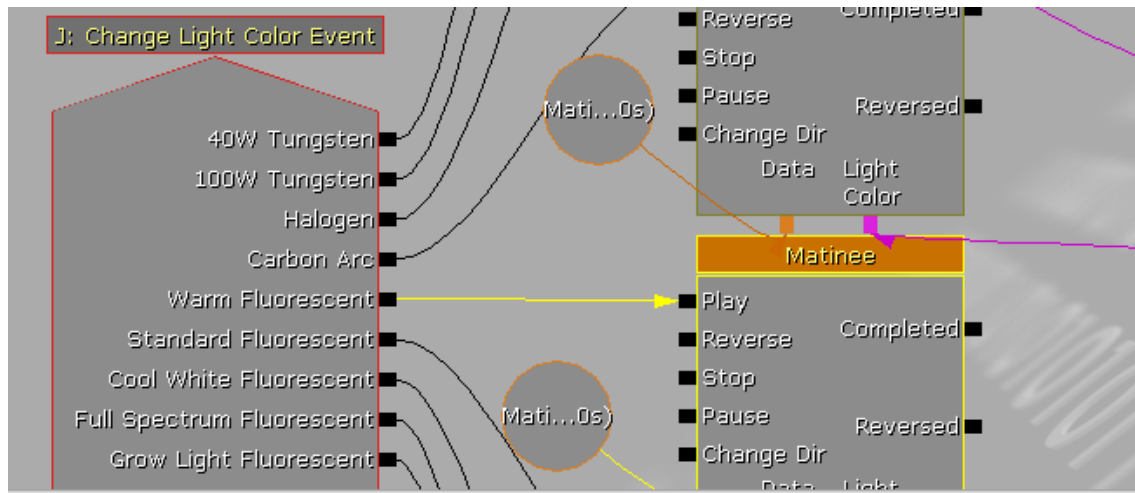 J: Change Light Color Event
40W Tungsten
100W Tungsten
Halogen
Carbon Arc
Warm Fluorescent
Standard Fluorescent
Cool White Fluorescent
Full Spectrum Fluorescent
Grow Light Fluorescent
Mati...0s)
Mati...0s)
Reverse
Completed
Stop
Pause
Reversed
Change Dir
Data Light
Color
Matinee
Play
Completed
Reverse
Stop
Pause
Reversed
Change Dir
Data Light